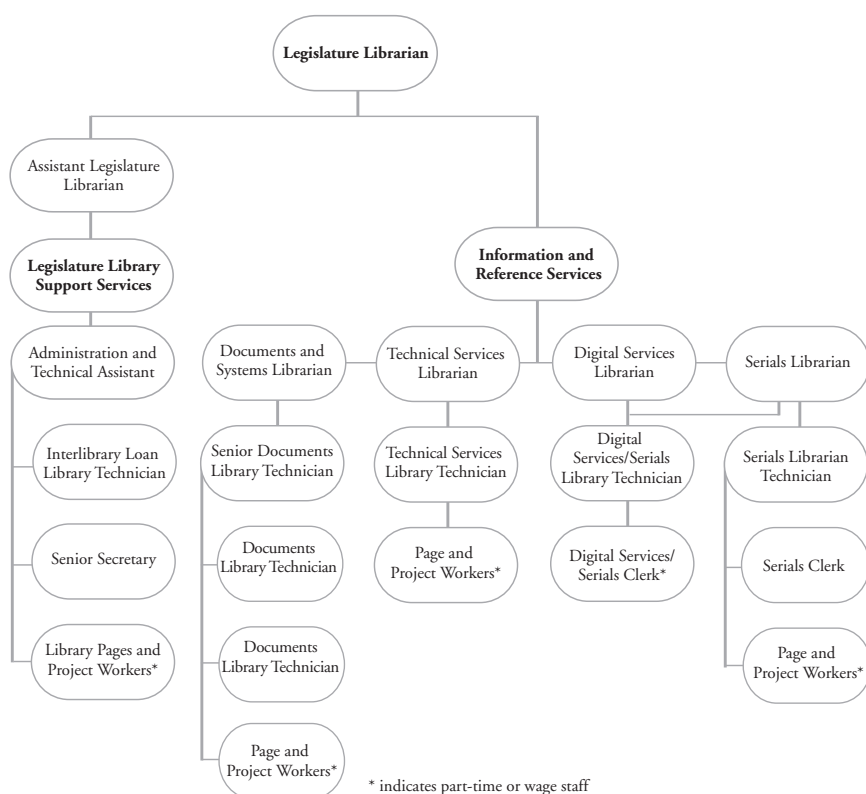 Legislature Librarian
Assistant Legislature
Librarian
Legislature Library
Support Services
Information and
Reference Services
Administration and
Technical Assistant
Documents and
Systems Librarian
Technical Services
Librarian
Digital Services
Librarian
Serials Librarian
Interlibrary Loan
Library Technician
Senior Documents
Library Technician
Technical Services
Library Technician
Digital
Services/Serials
Library Technician
Serials Librarian
Technician
Senior Secretary
Documents
Library Technician
Page and
Project Workers*
Digital Services/
Serials Clerk*
Serials Clerk
Library Pages and
Project Workers*
Documents
Library Technician
Page and
Project Workers*
Page and
Project Workers*
* indicates part-time or wage staff